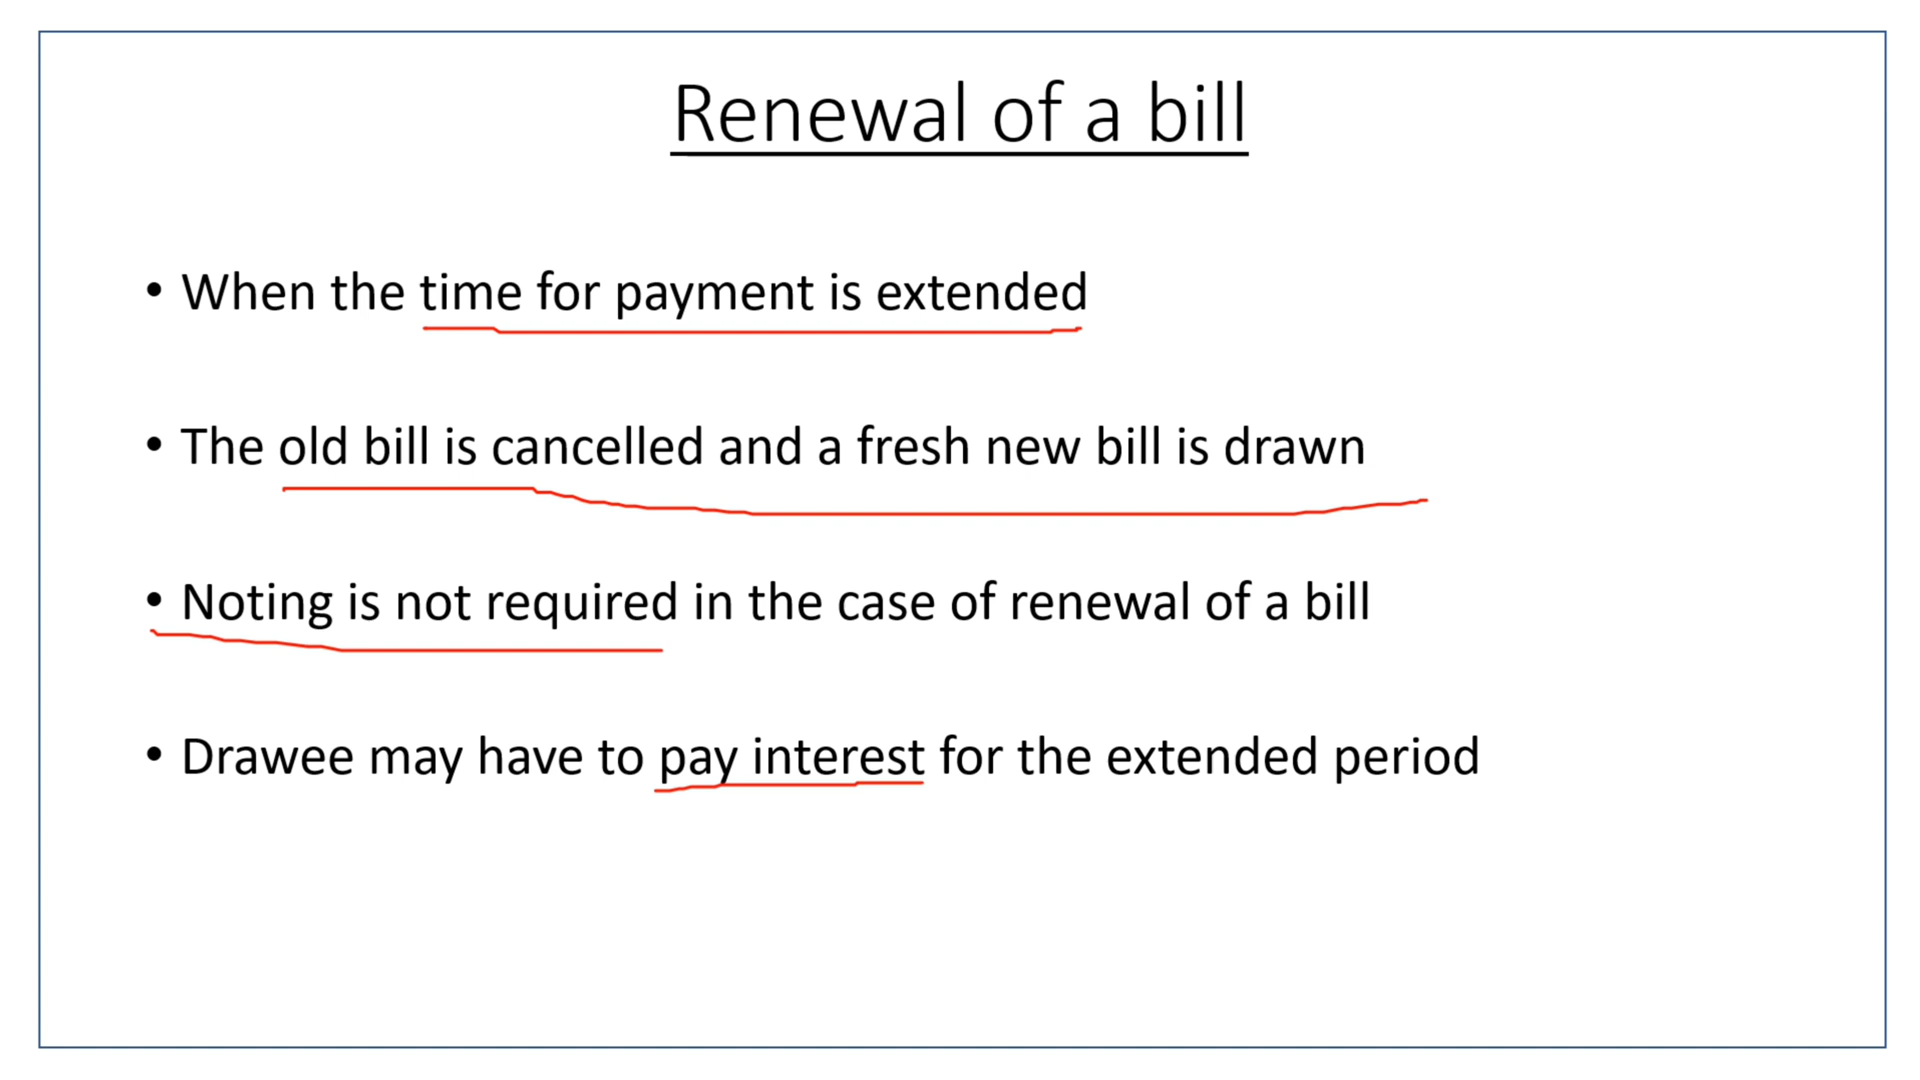 Renewal of a bill
• When the time for payment is extended
• The old bill is cancelled and a fresh new bill is drawn
• Noting is not required in the case of renewal of a bill
• Drawee may have to pay interest for the extended period